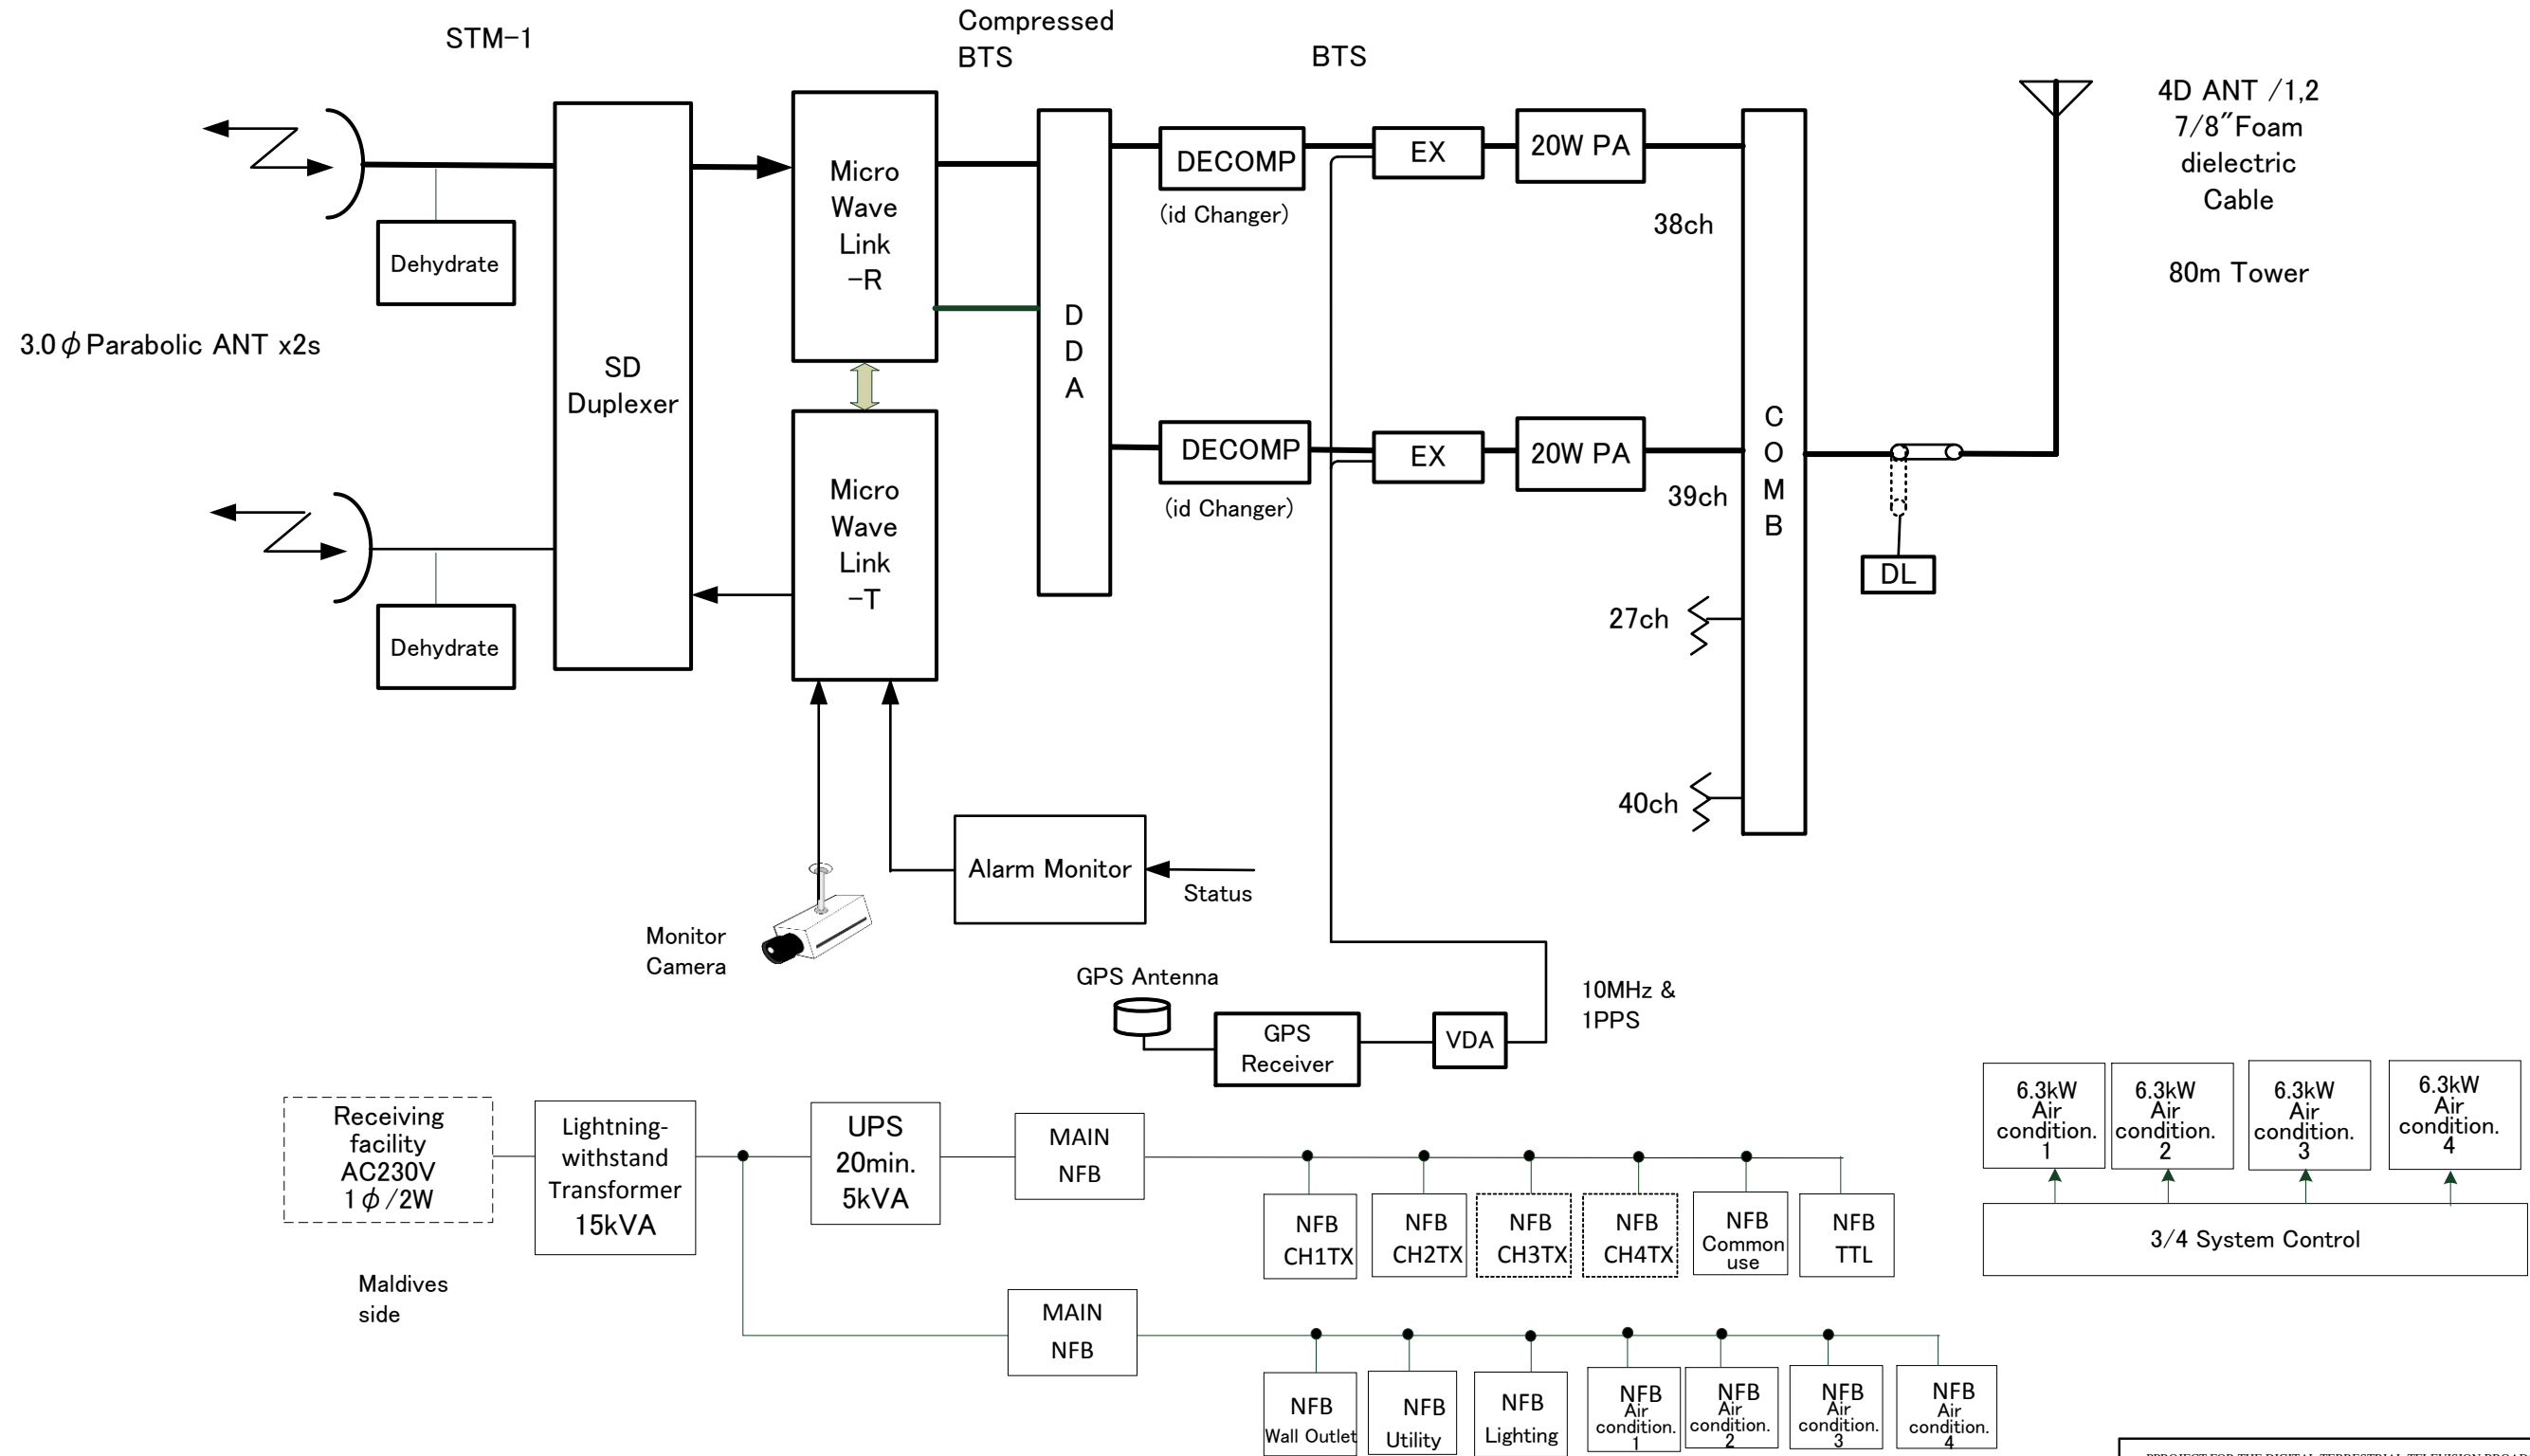 STM-1
Compressed
BTS
BTS
4D ANT /1,2
7/8″Foam
dielectric
Cable
80m Tower
3.0φParabolic ANT x2s
Dehydrate
Dehydrate
SD
Duplexer
Micro
Wave
Link
-R
Micro
Wave
Link
-T
D
D
A
DECOMP
(id Changer)
EX
20W PA
38ch
DECOMP
(id Changer)
EX
20W PA
39ch
27ch
40ch
C
O
M
B
DL
Alarm Monitor
Status
Monitor
Camera
GPS Antenna
GPS
Receiver
VDA
10MHz &
1PPS
Receiving
facility
AC230V
1φ/2W
Maldives
side
Lightning-
withstand
Transformer
15kVA
UPS
20min.
5kVA
MAIN
NFB
NFB
CH1TX
NFB
CH2TX
NFB
CH3TX
NFB
CH4TX
NFB
Common
use
NFB
TTL
MAIN
NFB
NFB
Wall Outlet
NFB
Utility
NFB
Lighting
NFB
Air
condition.
1
NFB
Air
condition.
2
NFB
Air
condition.
3
NFB
Air
condition.
4
6.3kW
Air
condition.
1
6.3kW
Air
condition.
2
6.3kW
Air
condition.
3
6.3kW
Air
condition.
4
3/4 System Control